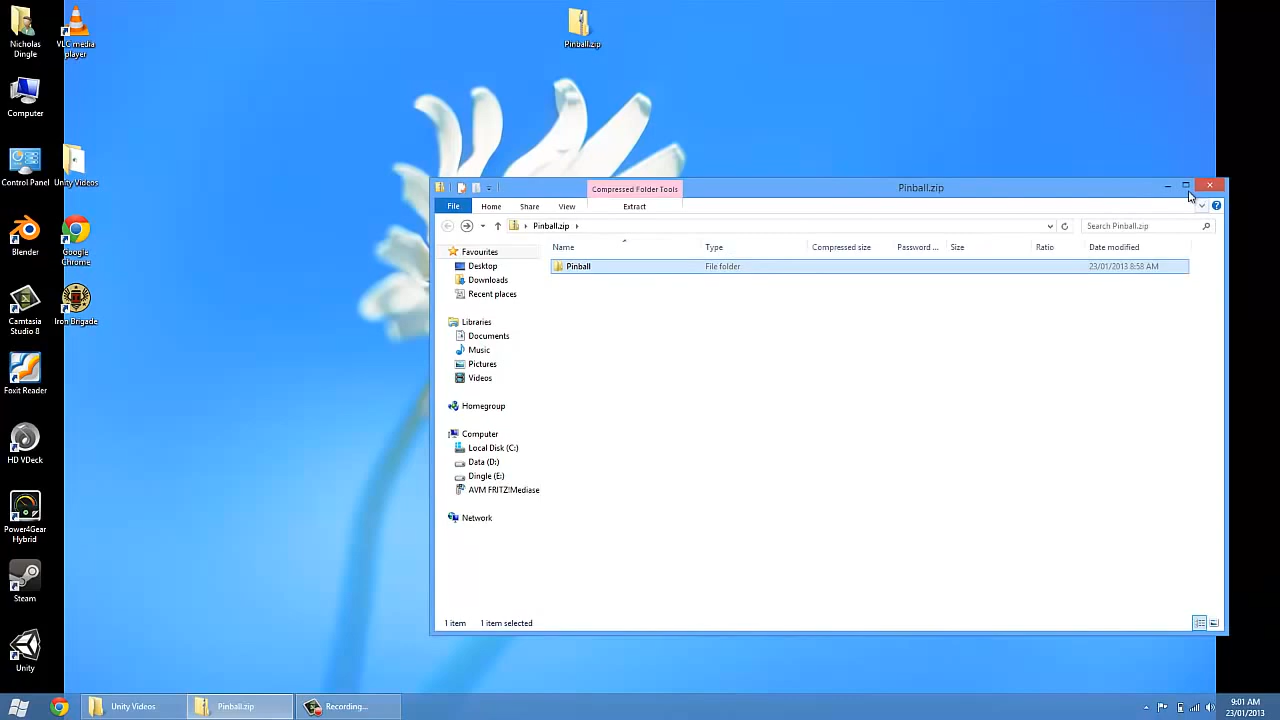 Nicholas
Dingle
VLC media
player
Pinball.zip
Computer
Control Panel
Unity Videos
Blender
Google
Chrome
Camtasia
Studio 8
Iron Brigade
Foxit Reader
HD VDeck
Power4Gear
Hybrid
Steam
Unity
Compressed Folder Tools
Pinball.zip
File Home Share View Extract
Pinball.zip
Search Pinball.zip
Name Type Compressed size Password ... Size Ratio Date modified
Pinball File folder 23/01/2013 8:58 AM
Favourites
Desktop
Downloads
Recent places
Libraries
Documents
Music
Pictures
Videos
Homegroup
Computer
Local Disk (C:)
Data (D:)
Dingle (E:)
AVM FRITZ!Mediase
Network
1 item 1 item selected
Unity Videos
Pinball.zip
Recording...
9:01 AM
23/01/2013